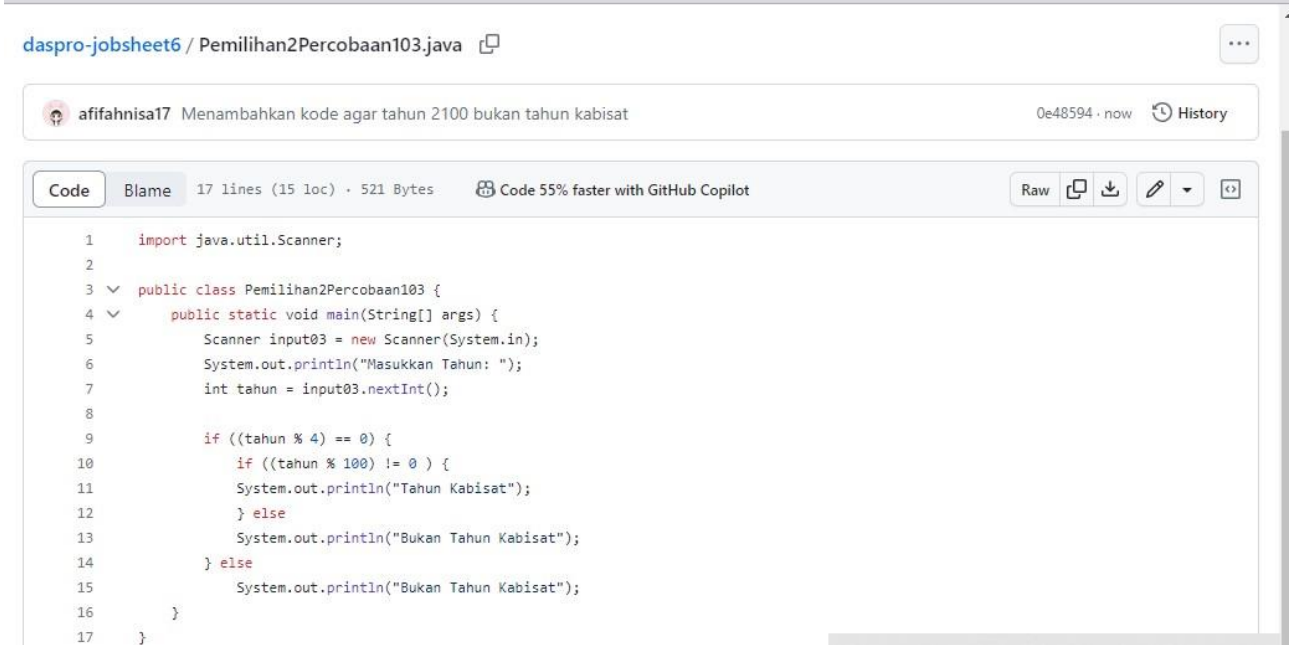 daspro-jobsheet6 / Pemilihan2Percobaan103.java
afifahnisa17 Menambahkan kode agar tahun 2100 bukan tahun kabisat 0e48594 · now History
Code Blame 17 lines (15 loc) · 521 Bytes Code 55% faster with GitHub Copilot Raw
1 import java.util.Scanner;
2
3 public class Pemilihan2Percobaan103 {
4     public static void main(String[] args) {
5         Scanner input03 = new Scanner(System.in);
6         System.out.println("Masukkan Tahun: ");
7         int tahun = input03.nextInt();
8
9         if ((tahun % 4) == 0) {
10             if ((tahun % 100) != 0 ) {
11             System.out.println("Tahun Kabisat");
12             } else
13             System.out.println("Bukan Tahun Kabisat");
14         } else
15             System.out.println("Bukan Tahun Kabisat");
16     }
17 }